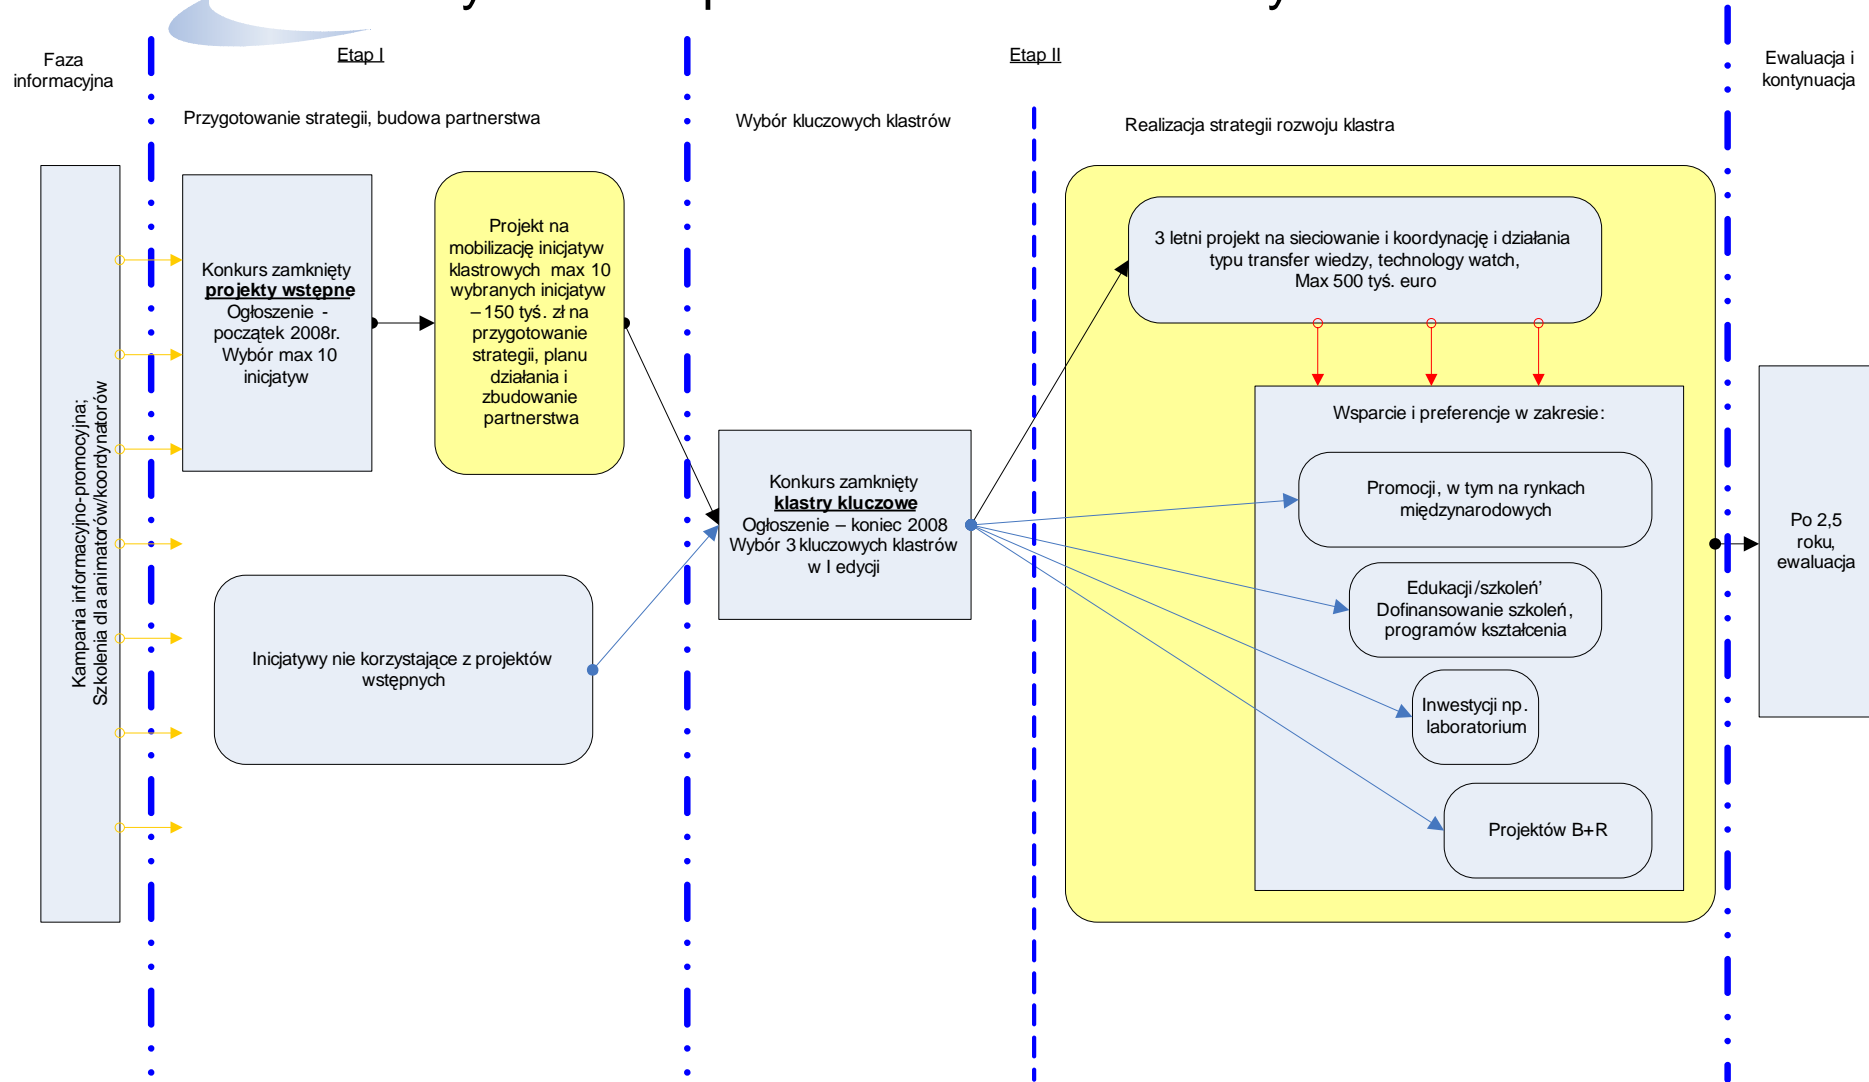 Faza
informacyjna
Etap I
Etap II
Ewaluacja i
kontynuacja
Przygotowanie strategii, budowa partnerstwa
Wybór kluczowych klastrów
Realizacja strategii rozwoju klastra
Kampania informacyjno-promocyjna;
Szkolenia dla animatorów/koordynatorów
Konkurs zamknięty
projekty wstępne
Ogłoszenie -
początek 2008r.
Wybór max 10
inicjatyw
Projekt na
mobilizację inicjatyw
klastrowych max 10
wybranych inicjatyw
– 150 tyś. zł na
przygotowanie
strategii, planu
działania i
zbudowanie
partnerstwa
Inicjatywy nie korzystające z projektów
wstępnych
Konkurs zamknięty
klastry kluczowe
Ogłoszenie – koniec 2008
Wybór 3 kluczowych klastrów
w I edycji
3 letni projekt na sieciowanie i koordynację i działania
typu transfer wiedzy, technology watch,
Max 500 tyś. euro
Wsparcie i preferencje w zakresie:
Promocji, w tym na rynkach
międzynarodowych
Edukacji/szkoleń’
Dofinansowanie szkoleń,
programów kształcenia
Inwestycji np.
laboratorium
Projektów B+R
Po 2,5
roku,
ewaluacja